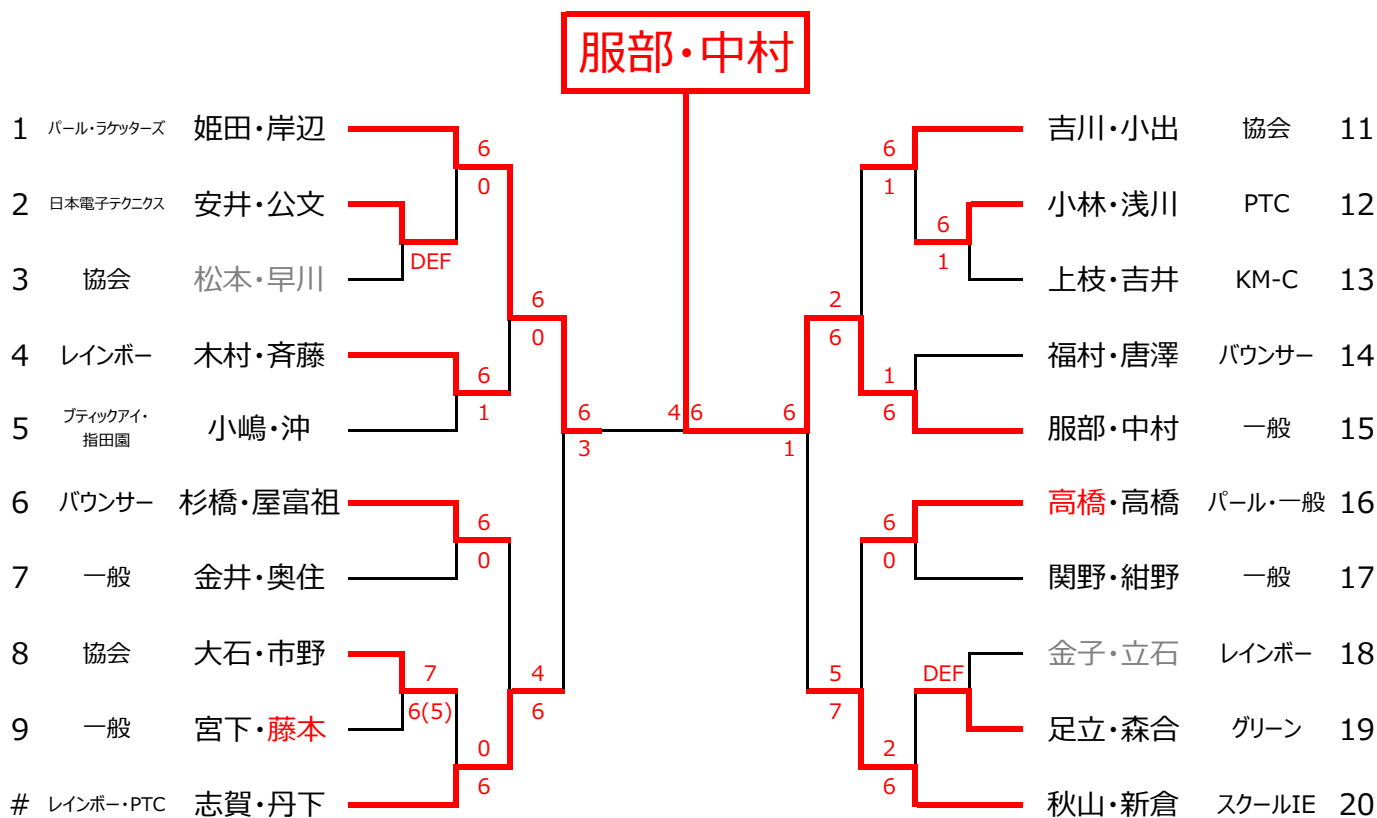 服部・中村
1 パール・ラケッターズ 姫田・岸辺 6 0
2 日本電子テクニクス 安井・公文 DEF
3 協会 松本・早川
6 0
4 レインボー 木村・斉藤 6 1
5 ブティックアイ・指田園 小嶋・沖
6 3
6 バウンサー 杉橋・屋富祖 6 0
7 一般 金井・奥住
8 協会 大石・市野 7 6(5)
4 6
9 一般 宮下・藤本
0 6
# レインボー・PTC 志賀・丹下
4 6
吉川・小出 協会 11
6 1
小林・浅川 PTC 12
6 1
上枝・吉井 KM-C 13
2 6
福村・唐澤 バウンサー 14
1 6
服部・中村 一般 15
6 1
高橋・高橋 パール・一般 16
6 0
関野・紺野 一般 17
金子・立石 レインボー 18
5 7
DEF
足立・森合 グリーン 19
2 6
秋山・新倉 スクールIE 20